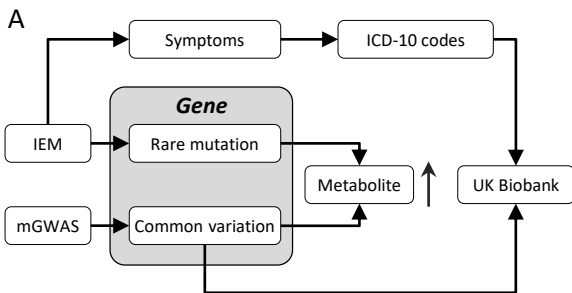 A
Symptoms
ICD-10 codes
Gene
IEM
Rare mutation
Metabolite
UK Biobank
mGWAS
Common variation